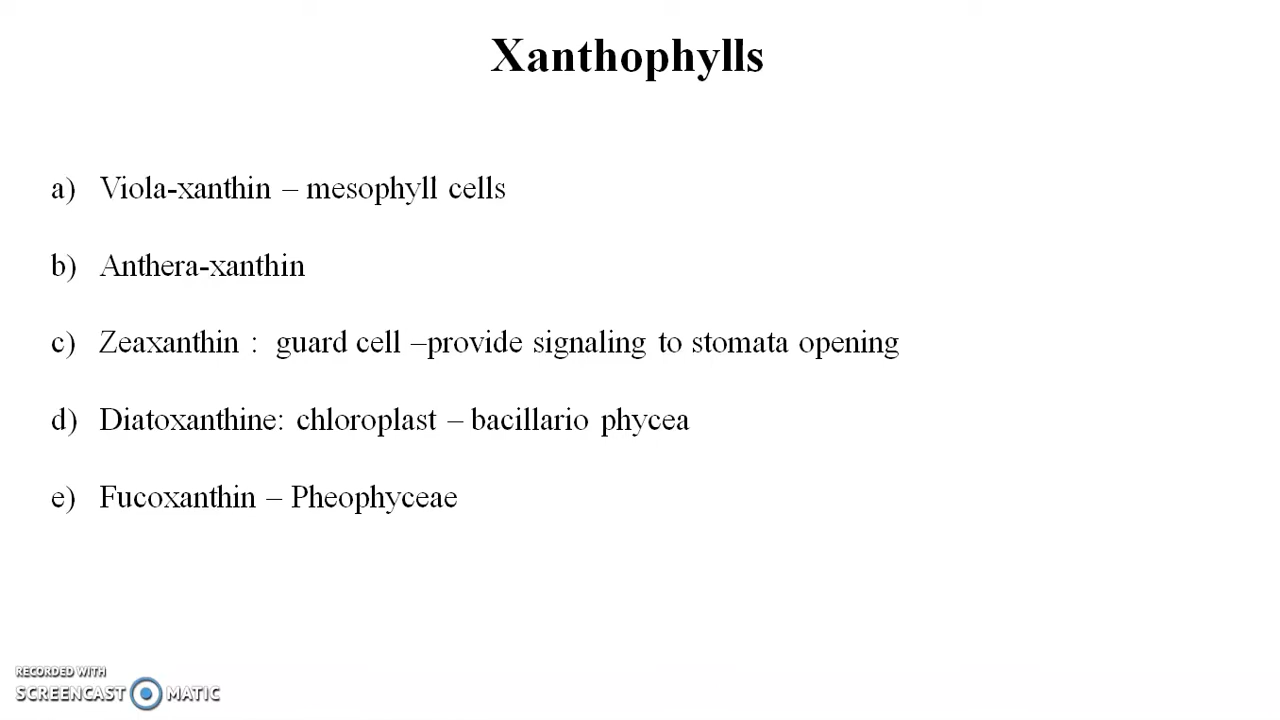 Xanthophylls
a) Viola-xanthin – mesophyll cells
b) Anthera-xanthin
c) Zeaxanthin : guard cell –provide signaling to stomata opening
d) Diatoxanthine: chloroplast – bacillario phycea
e) Fucoxanthin – Pheophyceae
RECORDED WITH
SCREENCAST MATIC